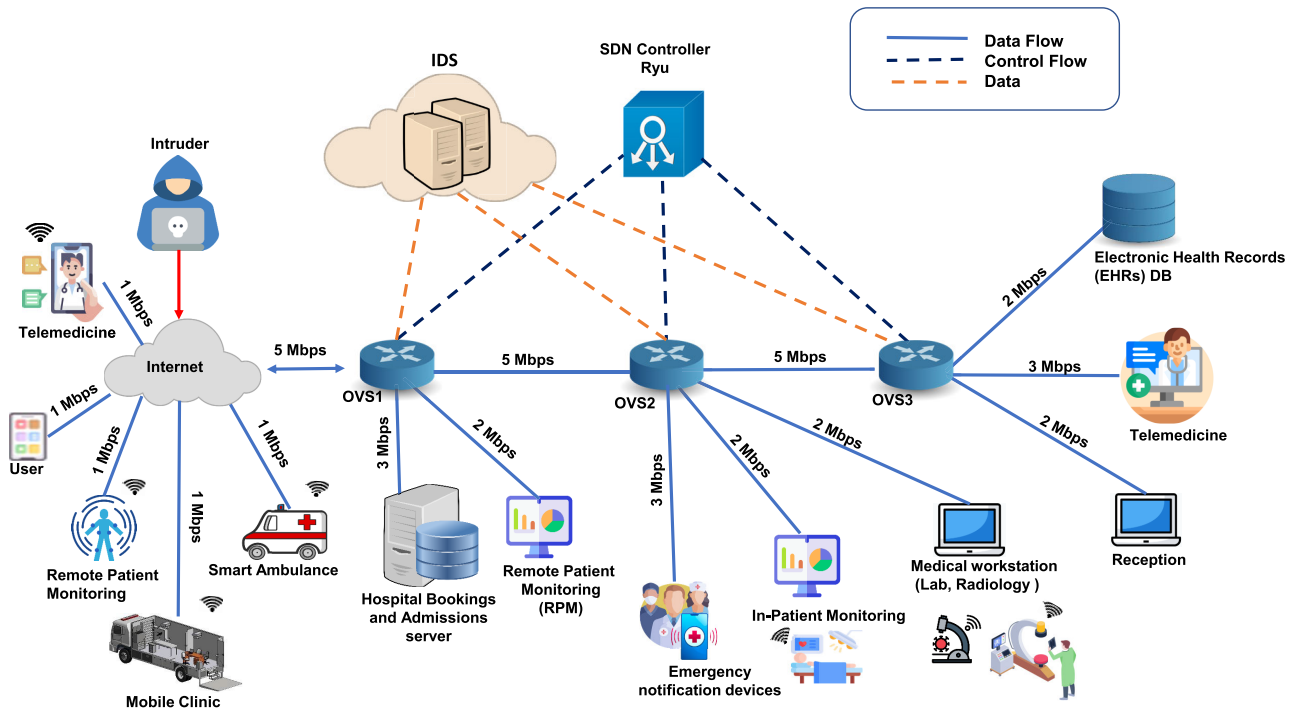 IDS
SDN Controller
Ryu
Data Flow
Control Flow
Data
Intruder
Telemedicine
1 Mbps
Internet
5 Mbps
OVS1
5 Mbps
OVS2
5 Mbps
OVS3
2 Mbps
Electronic Health Records
(EHRs) DB
3 Mbps
Telemedicine
2 Mbps
Reception
1 Mbps
User
1 Mbps
Remote Patient
Monitoring
1 Mbps
Mobile Clinic
1 Mbps
Smart Ambulance
3 Mbps
Hospital Bookings
and Admissions
server
2 Mbps
Remote Patient
Monitoring
(RPM)
3 Mbps
Emergency
notification devices
2 Mbps
In-Patient Monitoring
2 Mbps
Medical workstation
(Lab, Radiology )